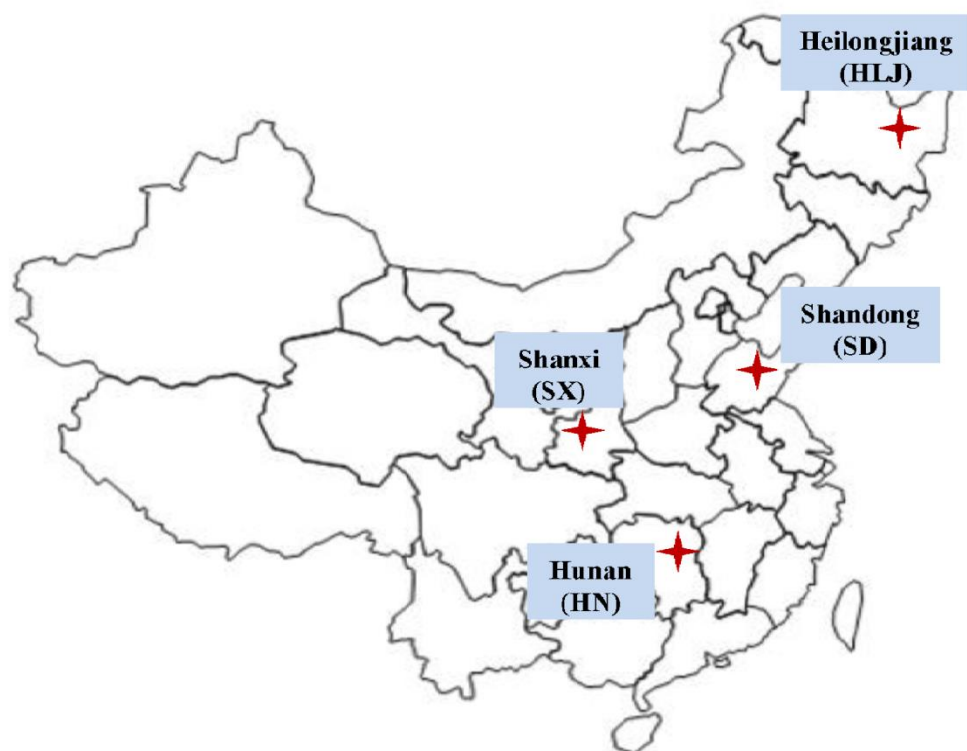 Heilongjiang
(HLJ)
Shandong
(SD)
Shanxi
(SX)
Hunan
(HN)